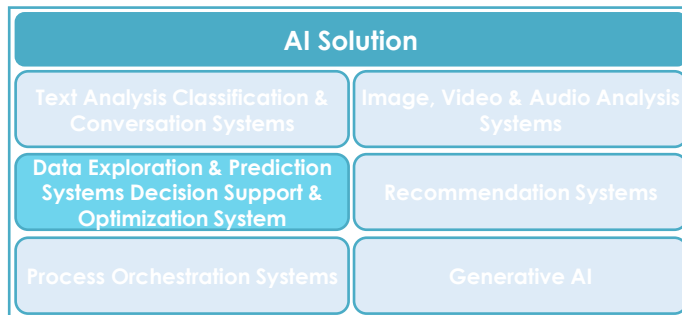 AI Solution
Text Analysis Classification &
Conversation Systems
Image, Video & Audio Analysis
Systems
Data Exploration & Prediction
Systems Decision Support &
Optimization System
Recommendation Systems
Process Orchestration Systems
Generative AI